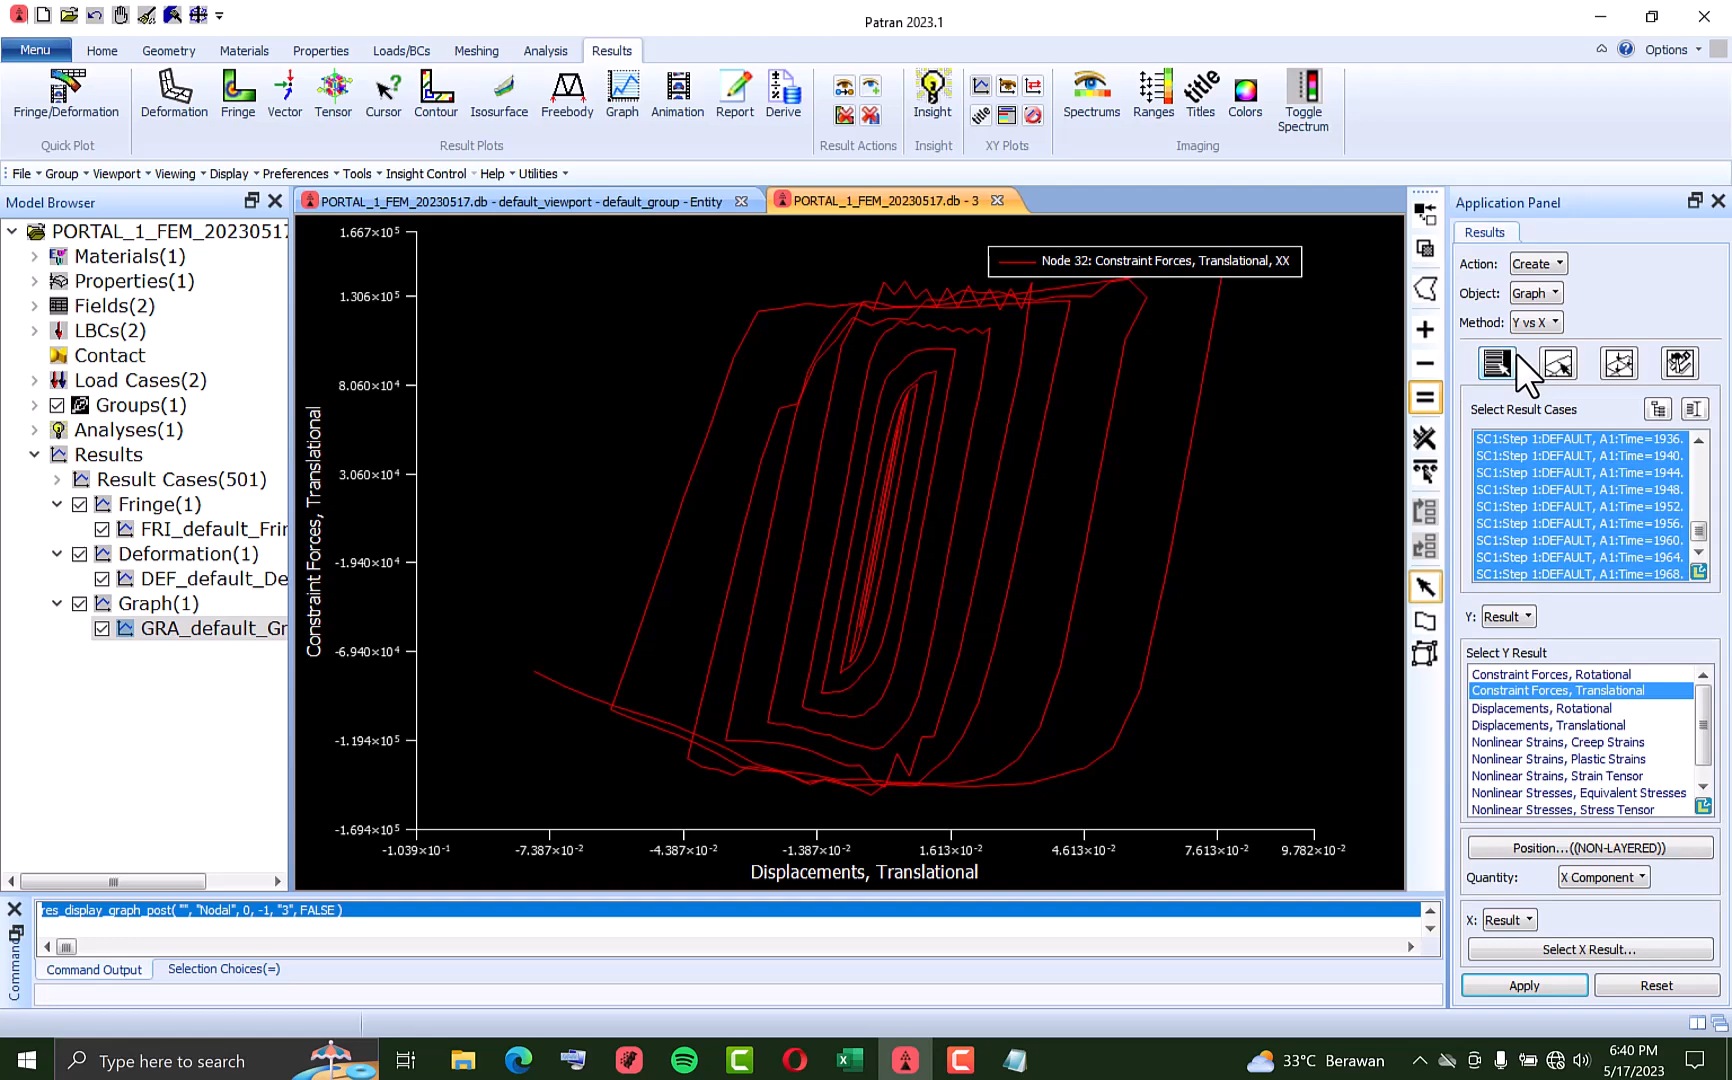 Patran 2023.1
Menu Home Geometry Materials Properties Loads/BCs Meshing Analysis Results Options
Fringe/Deformation Deformation Fringe Vector Tensor Cursor Contour Isosurface Freebody Graph Animation Report Derive Insight Spectrums Ranges Titles Colors Toggle Spectrum
Quick Plot Result Plots Result Actions Insight XY Plots Imaging
File Group Viewport Viewing Display Preferences Tools Insight Control Help Utilities
Model Browser
PORTAL_1_FEM_20230517
Materials(1)
Properties(1)
Fields(2)
LBCs(2)
Contact
Load Cases(2)
Groups(1)
Analyses(1)
Results
Result Cases(501)
Fringe(1)
FRI_default_Frin
Deformation(1)
DEF_default_De
Graph(1)
GRA_default_Gr
PORTAL_1_FEM_20230517.db - default_viewport - default_group - Entity
PORTAL_1_FEM_20230517.db - 3
Node 32: Constraint Forces, Translational, XX
1.667×10⁵
1.306×10⁵
8.060×10⁴
3.060×10⁴
-1.940×10⁴
-6.940×10⁴
-1.194×10⁵
-1.694×10⁵
Constraint Forces, Translational
-1.039×10⁻¹ -7.387×10⁻² -4.387×10⁻² -1.387×10⁻² 1.613×10⁻² 4.613×10⁻² 7.613×10⁻² 9.782×10⁻²
Displacements, Translational
Application Panel
Results
Action: Create
Object: Graph
Method: Y vs X
Select Result Cases
SC1:Step 1:DEFAULT, A1:Time=1936.
SC1:Step 1:DEFAULT, A1:Time=1940.
SC1:Step 1:DEFAULT, A1:Time=1944.
SC1:Step 1:DEFAULT, A1:Time=1948.
SC1:Step 1:DEFAULT, A1:Time=1952.
SC1:Step 1:DEFAULT, A1:Time=1956.
SC1:Step 1:DEFAULT, A1:Time=1960.
SC1:Step 1:DEFAULT, A1:Time=1964.
SC1:Step 1:DEFAULT, A1:Time=1968.
Y: Result
Select Y Result
Constraint Forces, Rotational
Constraint Forces, Translational
Displacements, Rotational
Displacements, Translational
Nonlinear Strains, Creep Strains
Nonlinear Strains, Plastic Strains
Nonlinear Strains, Strain Tensor
Nonlinear Stresses, Equivalent Stresses
Nonlinear Stresses, Stress Tensor
Position...((NON-LAYERED))
Quantity: X Component
X: Result
Select X Result...
Apply Reset
res_display_graph_post( "", "Nodal", 0, -1, "3", FALSE )
Command Output Selection Choices(=)
Command
Type here to search
33°C Berawan
6:40 PM
5/17/2023